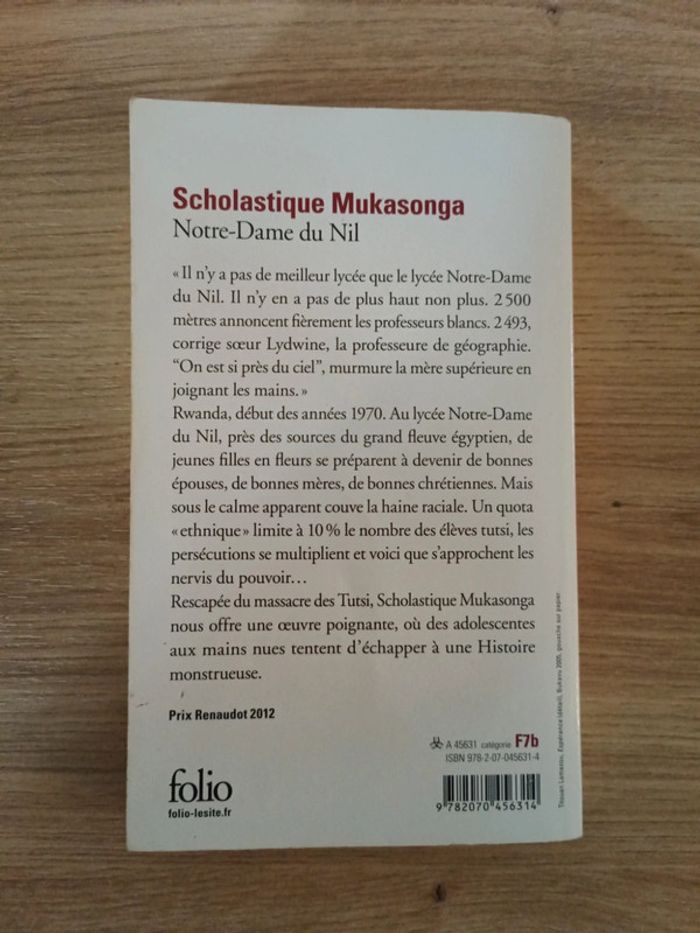 Scholastique Mukasonga
Notre-Dame du Nil
« Il n'y a pas de meilleur lycée que le lycée Notre-Dame
du Nil. Il n'y en a pas de plus haut non plus. 2 500
mètres annoncent fièrement les professeurs blancs. 2 493,
corrige sœur Lydwine, la professeure de géographie.
“On est si près du ciel”, murmure la mère supérieure en
joignant les mains. »
Rwanda, début des années 1970. Au lycée Notre-Dame
du Nil, près des sources du grand fleuve égyptien, de
jeunes filles en fleurs se préparent à devenir de bonnes
épouses, de bonnes mères, de bonnes chrétiennes. Mais
sous le calme apparent couve la haine raciale. Un quota
« ethnique » limite à 10 % le nombre des élèves tutsi, les
persécutions se multiplient et voici que s'approchent les
nervis du pouvoir…
Rescapée du massacre des Tutsi, Scholastique Mukasonga
nous offre une œuvre poignante, où des adolescentes
aux mains nues tentent d'échapper à une Histoire
monstrueuse.
Prix Renaudot 2012
A 45631 catégorie F7b
ISBN 978-2-07-045631-4
folio
folio-lesite.fr
9 782070 456314
Espérance (détail), Bukavu 2005, gouache sur papier